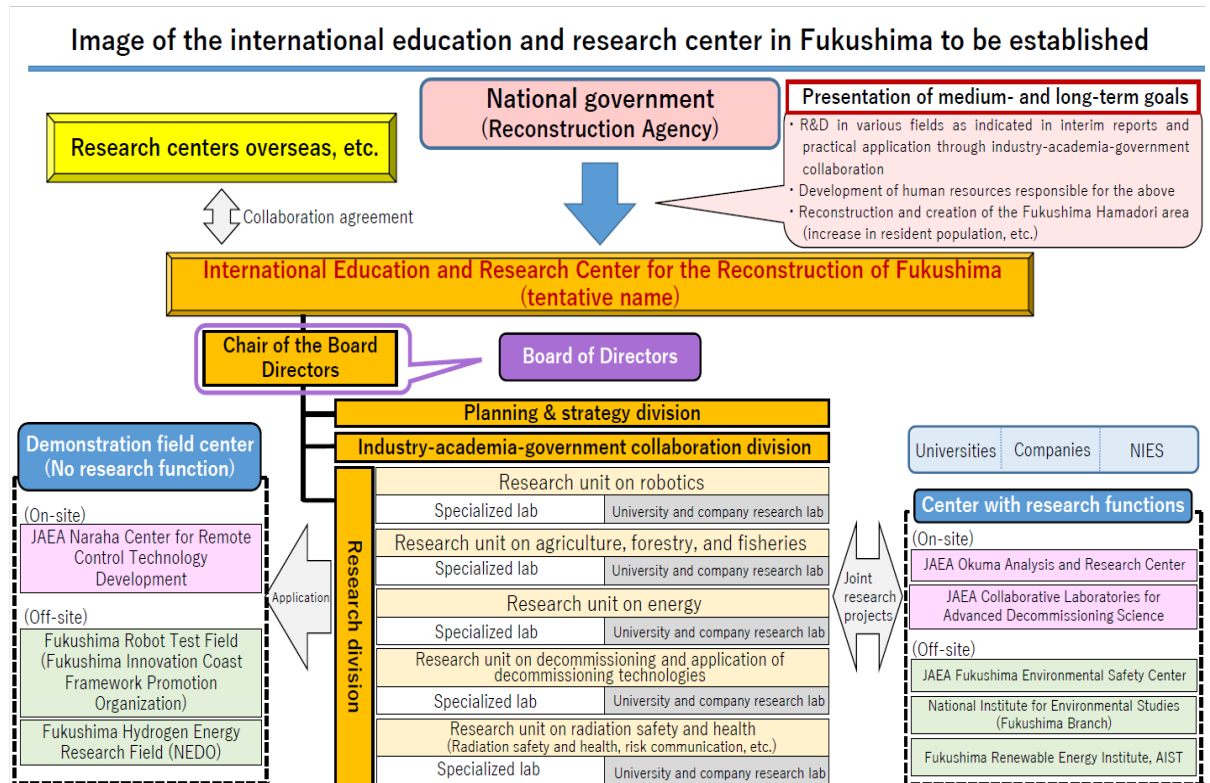 Image of the international education and research center in Fukushima to be established
National government
(Reconstruction Agency)
Presentation of medium- and long-term goals
・R&D in various fields as indicated in interim reports and
practical application through industry-academia-government
collaboration
・Development of human resources responsible for the above
・Reconstruction and creation of the Fukushima Hamadori area
(increase in resident population, etc.)
Research centers overseas, etc.
Collaboration agreement
International Education and Research Center for the Reconstruction of Fukushima
(tentative name)
Chair of the Board
Directors
Board of Directors
Planning & strategy division
Industry-academia-government collaboration division
Demonstration field center
(No research function)
(On-site)
JAEA Naraha Center for Remote
Control Technology
Development
(Off-site)
Fukushima Robot Test Field
(Fukushima Innovation Coast
Framework Promotion
Organization)
Fukushima Hydrogen Energy
Research Field (NEDO)
Application
Research division
Research unit on robotics
Specialized lab
University and company research lab
Research unit on agriculture, forestry, and fisheries
Specialized lab
University and company research lab
Research unit on energy
Specialized lab
University and company research lab
Research unit on decommissioning and application of
decommissioning technologies
Specialized lab
University and company research lab
Research unit on radiation safety and health
(Radiation safety and health, risk communication, etc.)
Specialized lab
University and company research lab
Joint
research
projects
Universities
Companies
NIES
Center with research functions
(On-site)
JAEA Okuma Analysis and Research Center
JAEA Collaborative Laboratories for
Advanced Decommissioning Science
(Off-site)
JAEA Fukushima Environmental Safety Center
National Institute for Environmental Studies
(Fukushima Branch)
Fukushima Renewable Energy Institute, AIST